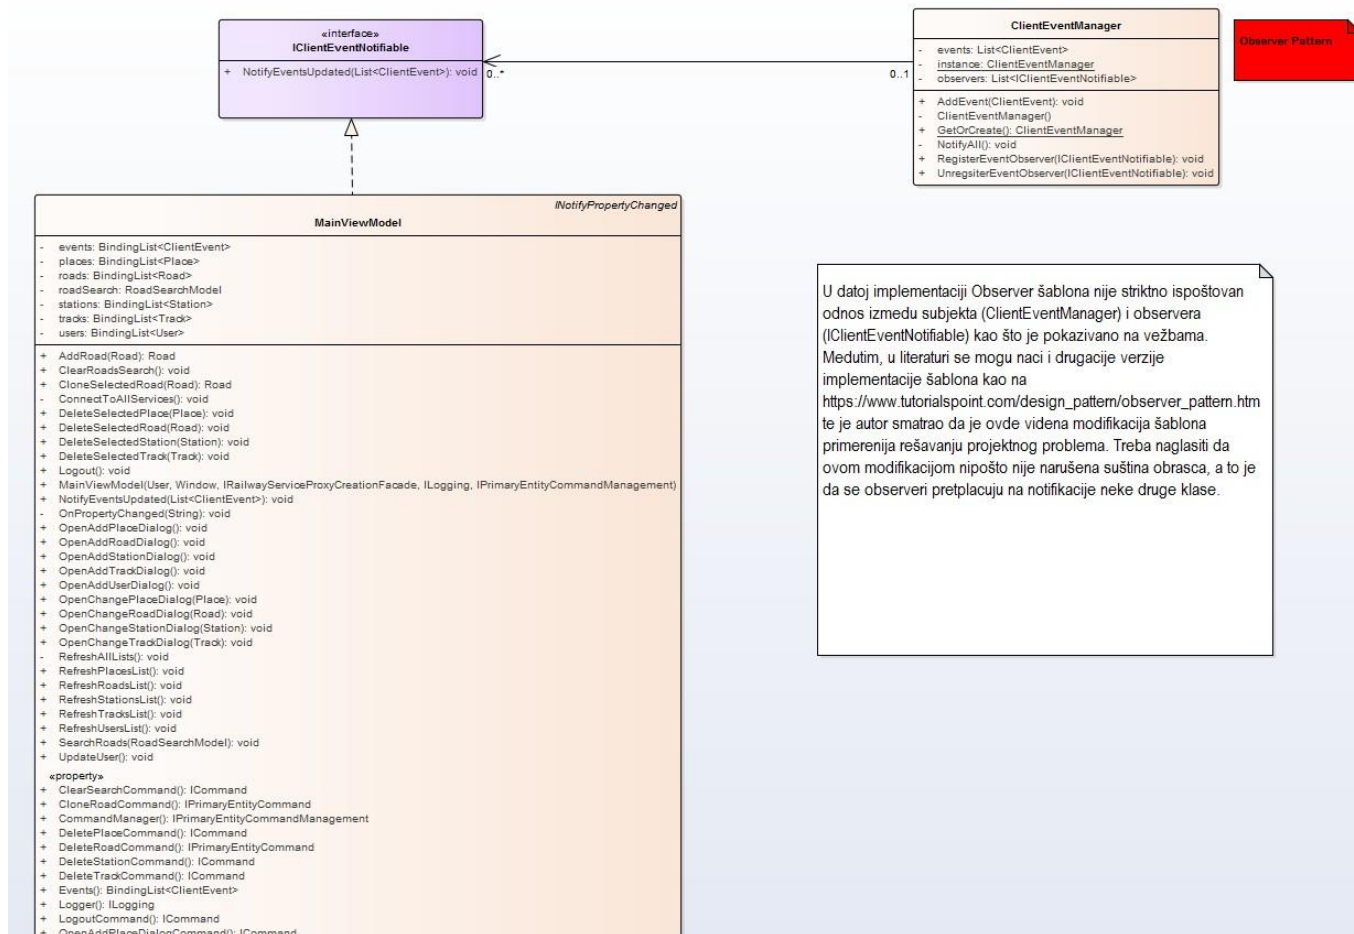 «interface»
IClientEventNotifiable
+ NotifyEventsUpdated(List<ClientEvent>): void
0..*
0..1
ClientEventManager
- events: List<ClientEvent>
- instance: ClientEventManager
- observers: List<IClientEventNotifiable>
+ AddEvent(ClientEvent): void
- ClientEventManager()
+ GetOrCreate(): ClientEventManager
- NotifyAll(): void
+ RegisterEventObserver(IClientEventNotifiable): void
+ UnregsiterEventObserver(IClientEventNotifiable): void
Observer Pattern
INotifyPropertyChanged
MainViewModel
- events: BindingList<ClientEvent>
- places: BindingList<Place>
- roads: BindingList<Road>
- roadSearch: RoadSearchModel
- stations: BindingList<Station>
- tracks: BindingList<Track>
- users: BindingList<User>
+ AddRoad(Road): Road
+ ClearRoadsSearch(): void
+ CloneSelectedRoad(Road): Road
- ConnectToAllServices(): void
+ DeleteSelectedPlace(Place): void
+ DeleteSelectedRoad(Road): void
+ DeleteSelectedStation(Station): void
+ DeleteSelectedTrack(Track): void
+ Logout(): void
+ MainViewModel(User, Window, IRailwayServiceProxyCreationFacade, ILogging, IPrimaryEntityCommandManagement)
+ NotifyEventsUpdated(List<ClientEvent>): void
- OnPropertyChanged(String): void
+ OpenAddPlaceDialog(): void
+ OpenAddRoadDialog(): void
+ OpenAddStationDialog(): void
+ OpenAddTrackDialog(): void
+ OpenAddUserDialog(): void
+ OpenChangePlaceDialog(Place): void
+ OpenChangeRoadDialog(Road): void
+ OpenChangeStationDialog(Station): void
+ OpenChangeTrackDialog(Track): void
- RefreshAllLists(): void
+ RefreshPlacesList(): void
+ RefreshRoadsList(): void
+ RefreshStationsList(): void
+ RefreshTracksList(): void
+ RefreshUsersList(): void
+ SearchRoads(RoadSearchModel): void
+ UpdateUser(): void
«property»
+ ClearSearchCommand(): ICommand
+ CloneRoadCommand(): IPrimaryEntityCommand
+ CommandManager(): IPrimaryEntityCommandManagement
+ DeletePlaceCommand(): ICommand
+ DeleteRoadCommand(): IPrimaryEntityCommand
+ DeleteStationCommand(): ICommand
+ DeleteTrackCommand(): ICommand
+ Events(): BindingList<ClientEvent>
+ Logger(): ILogging
+ LogoutCommand(): ICommand
+ OpenAddPlaceDialogCommand(): ICommand
U datoj implementaciji Observer šablona nije striktno ispoštovan
odnos izmedu subjekta (ClientEventManager) i observera
(IClientEventNotifiable) kao što je pokazivano na vežbama.
Medutim, u literaturi se mogu naci i drugacije verzije
implementacije šablona kao na
https://www.tutorialspoint.com/design_pattern/observer_pattern.htm
te je autor smatrao da je ovde videna modifikacija šablona
primerenija rešavanju projektnog problema. Treba naglasiti da
ovom modifikacijom nipošto nije narušena suština obrasca, a to je
da se observeri pretplacuju na notifikacije neke druge klase.